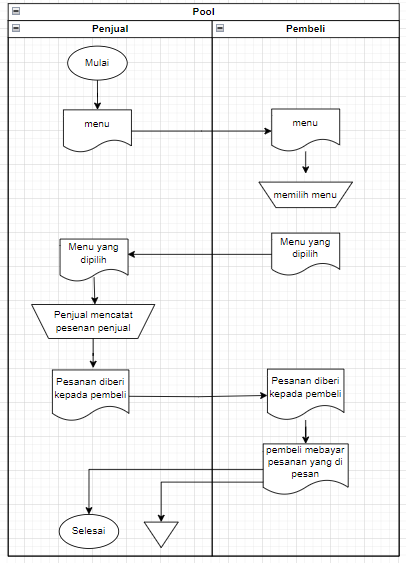 Pool
Penjual
Pembeli
Mulai
menu
menu
memilih menu
Menu yang
dipilih
Menu yang
dipilih
Penjual mencatat
pesenan penjual
Pesanan diberi
kepada pembeli
Pesanan diberi
kepada pembeli
pembeli mebayar
pesanan yang di
pesan
Selesai